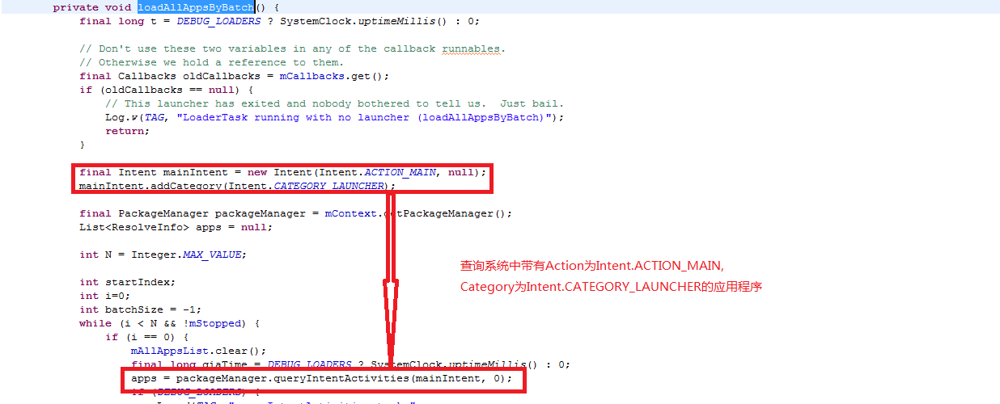 private void loadAllAppsByBatch() {
final long t = DEBUG_LOADERS ? SystemClock.uptimeMillis() : 0;
// Don't use these two variables in any of the callback runnables.
// Otherwise we hold a reference to them.
final Callbacks oldCallbacks = mCallbacks.get();
if (oldCallbacks == null) {
// This launcher has exited and nobody bothered to tell us.  Just bail.
Log.w(TAG, "LoaderTask running with no launcher (loadAllAppsByBatch)");
return;
}
final Intent mainIntent = new Intent(Intent.ACTION_MAIN, null);
mainIntent.addCategory(Intent.CATEGORY_LAUNCHER);
final PackageManager packageManager = mContext.getPackageManager();
List<ResolveInfo> apps = null;
int N = Integer.MAX_VALUE;
查询系统中带有Action为Intent.ACTION_MAIN,
Category为Intent.CATEGORY_LAUNCHER的应用程序
int startIndex;
int i=0;
int batchSize = -1;
while (i < N && !mStopped) {
if (i == 0) {
mAllAppsList.clear();
final long qiaTime = DEBUG_LOADERS ? SystemClock.uptimeMillis() : 0;
apps = packageManager.queryIntentActivities(mainIntent, 0);
if (DEBUG_LOADERS) {